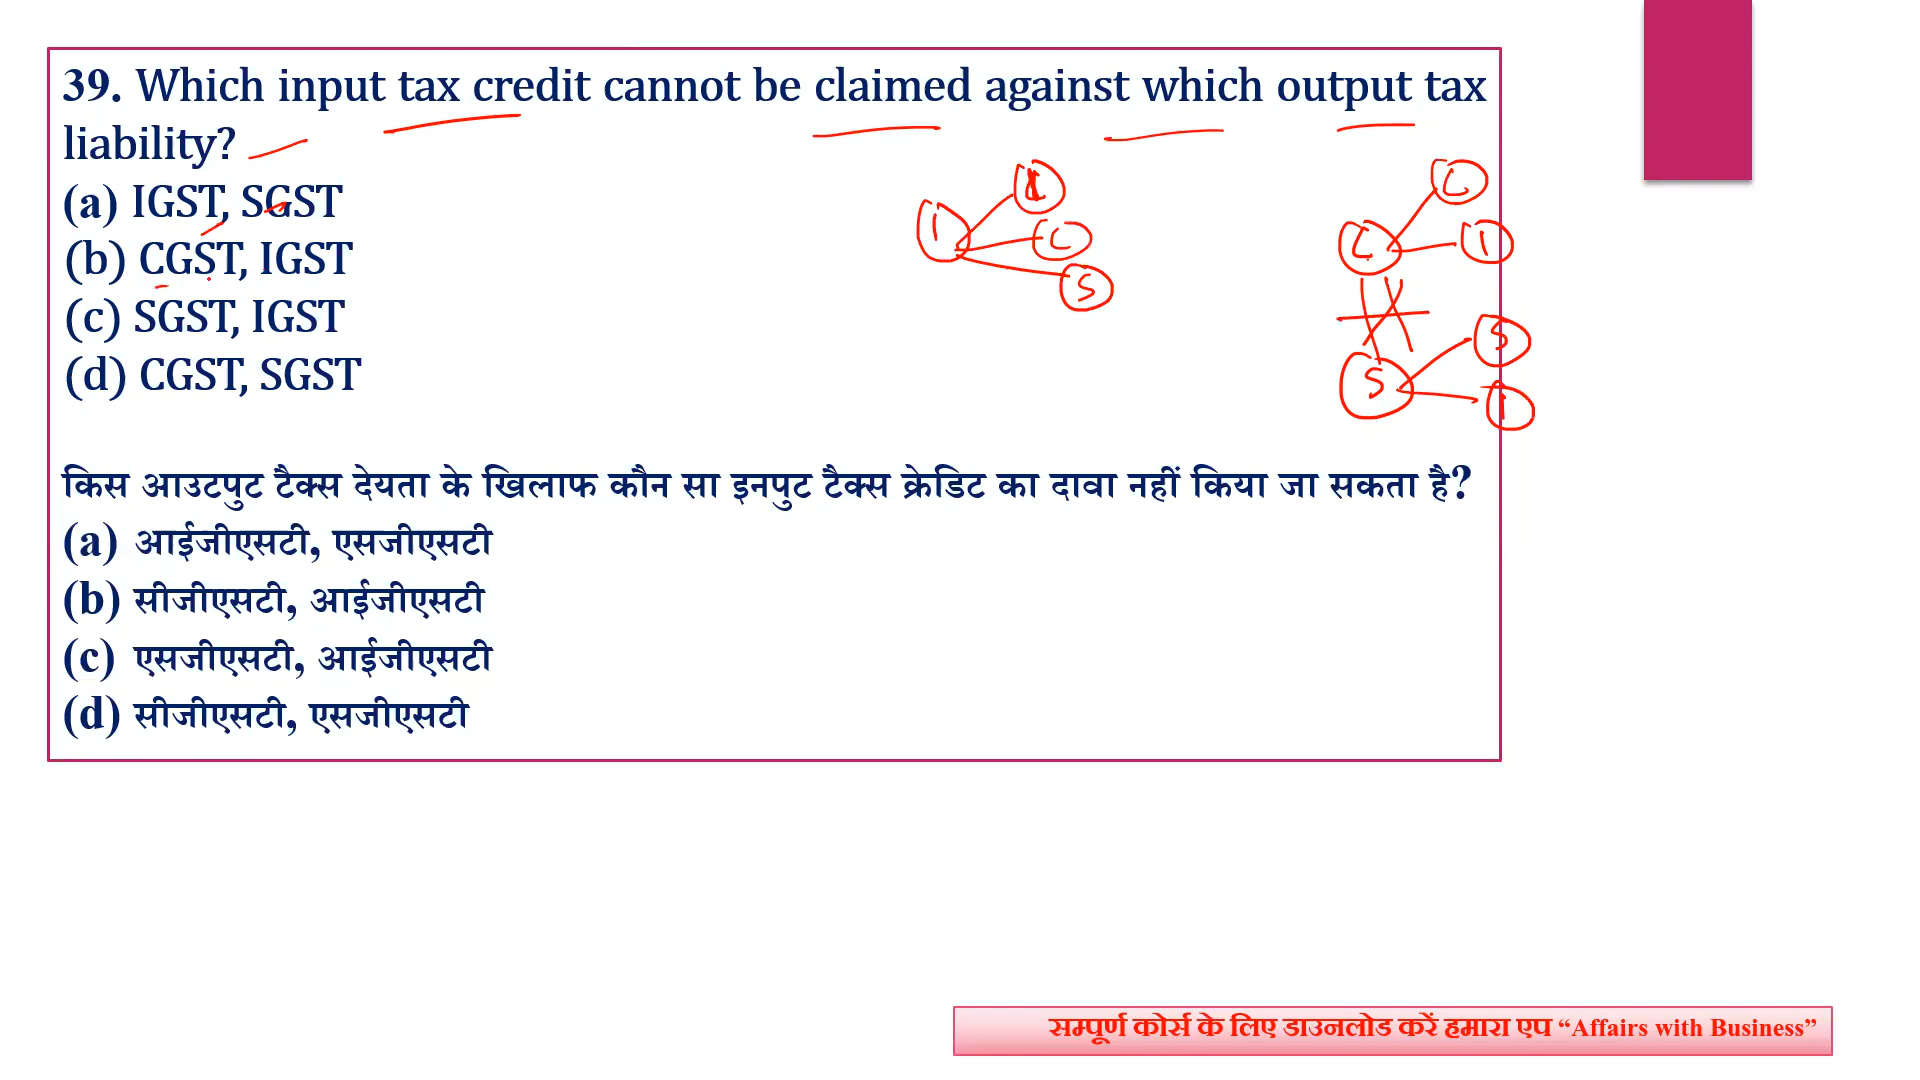 39. Which input tax credit cannot be claimed against which output tax
liability?
(a) IGST, SGST
(b) CGST, IGST
(c) SGST, IGST
(d) CGST, SGST
I
C
S
C
I
S
I
किस आउटपुट टैक्स देयता के खिलाफ कौन सा इनपुट टैक्स क्रेडिट का दावा नहीं किया जा सकता है?
(a) आईजीएसटी, एसजीएसटी
(b) सीजीएसटी, आईजीएसटी
(c) एसजीएसटी, आईजीएसटी
(d) सीजीएसटी, एसजीएसटी
सम्पूर्ण कोर्स के लिए डाउनलोड करें हमारा एप “Affairs with Business”